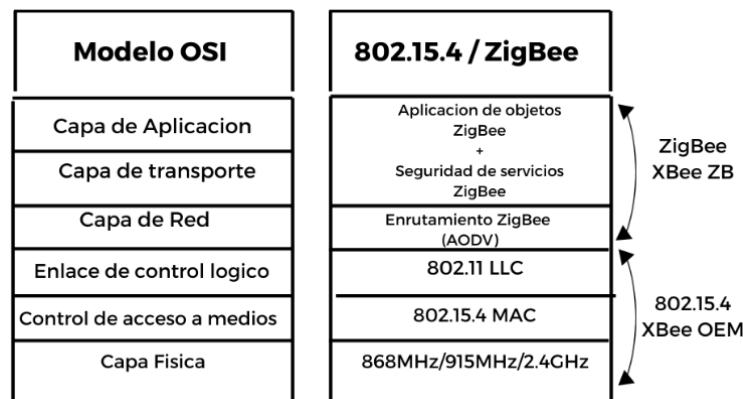 Modelo OSI
802.15.4 / ZigBee
Capa de Aplicacion
Capa de transporte
Aplicacion de objetos
ZigBee
+
Seguridad de servicios
ZigBee
Capa de Red
Enrutamiento ZigBee
(AODV)
ZigBee
XBee ZB
Enlace de control logico
802.11 LLC
Control de acceso a medios
802.15.4 MAC
Capa Fisica
868MHz/915MHz/2.4GHz
802.15.4
XBee OEM